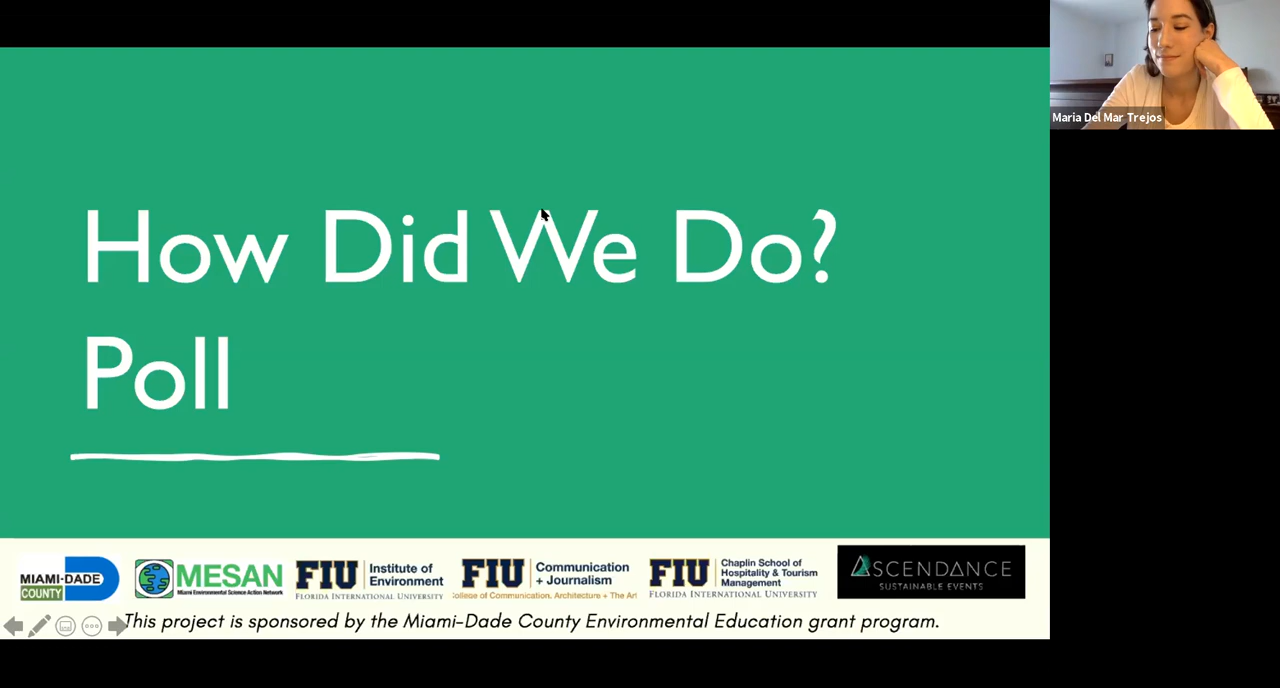 How Did We Do?
Poll
Maria Del Mar Trejos
MIAMI-DADE
COUNTY
MESAN
Miami Environmental Science Action Network
FIU
Institute of
Environment
FLORIDA INTERNATIONAL UNIVERSITY
FIU
Communication
+ Journalism
College of Communication, Architecture + The Art
FIU
Chaplin School of
Hospitality & Tourism
Management
FLORIDA INTERNATIONAL UNIVERSITY
ASCENDANCE
SUSTAINABLE EVENTS
This project is sponsored by the Miami-Dade County Environmental Education grant program.